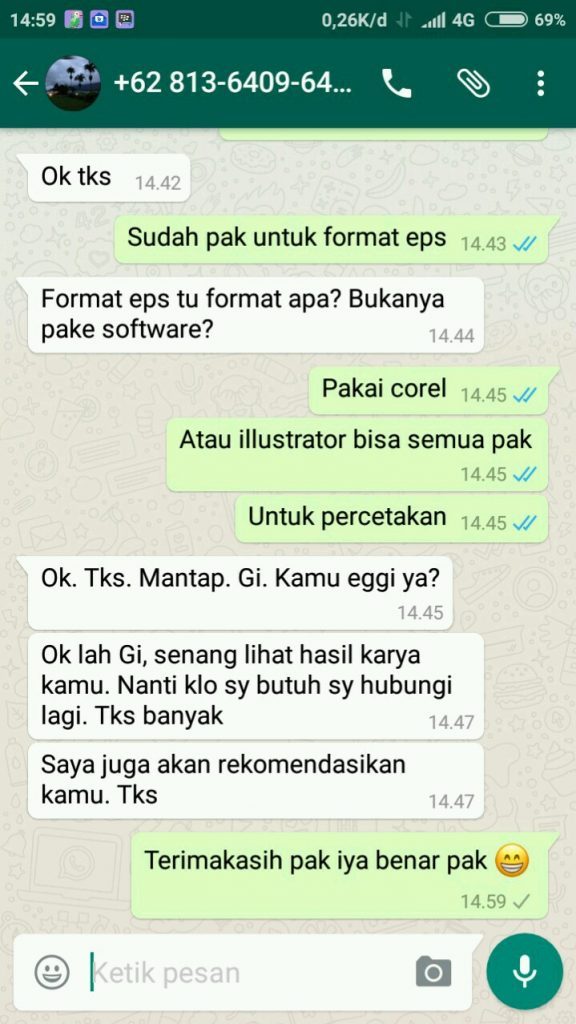 14:59 0,26K/d 4G 69%
+62 813-6409-64...
Ok tks 14.42
Sudah pak untuk format eps 14.43
Format eps tu format apa? Bukanya
pake software? 14.44
Pakai corel 14.45
Atau illustrator bisa semua pak
14.45
Untuk percetakan 14.45
Ok. Tks. Mantap. Gi. Kamu eggi ya?
14.45
Ok lah Gi, senang lihat hasil karya
kamu. Nanti klo sy butuh sy hubungi
lagi. Tks banyak 14.47
Saya juga akan rekomendasikan
kamu. Tks 14.47
Terimakasih pak iya benar pak 😁
14.59
Ketik pesan